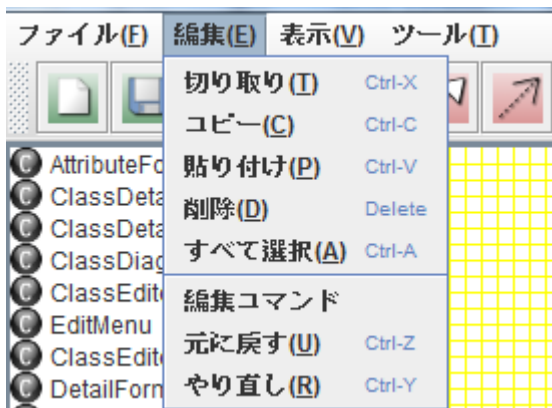 ファイル(F) 編集(E) 表示(V) ツール(T)
切り取り(T) Ctrl-X
コピー(C) Ctrl-C
貼り付け(P) Ctrl-V
削除(D) Delete
すべて選択(A) Ctrl-A
編集コマンド
元に戻す(U) Ctrl-Z
やり直し(R) Ctrl-Y
C AttributeFo
C ClassDeta
C ClassDeta
C ClassDiag
C ClassEdito
C EditMenu
C ClassEdito
C DetailForm